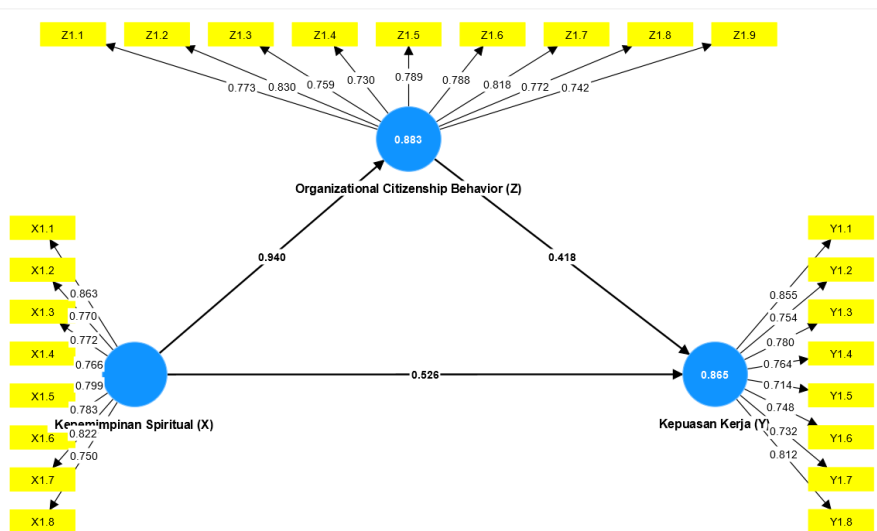 Z1.1 Z1.2 Z1.3 Z1.4 Z1.5 Z1.6 Z1.7 Z1.8 Z1.9
0.773 0.830 0.759 0.730 0.789 0.788 0.818 0.772 0.742
0.883
Organizational Citizenship Behavior (Z)
0.940
0.418
X1.1
X1.2
X1.3
X1.4
X1.5
X1.6
X1.7
X1.8
0.863
0.770
0.772
0.766
0.799
0.783
0.822
0.750
Kepemimpinan Spiritual (X)
0.526
0.865
Kepuasan Kerja (Y)
0.855
0.754
0.780
0.764
0.714
0.748
0.732
0.812
Y1.1
Y1.2
Y1.3
Y1.4
Y1.5
Y1.6
Y1.7
Y1.8